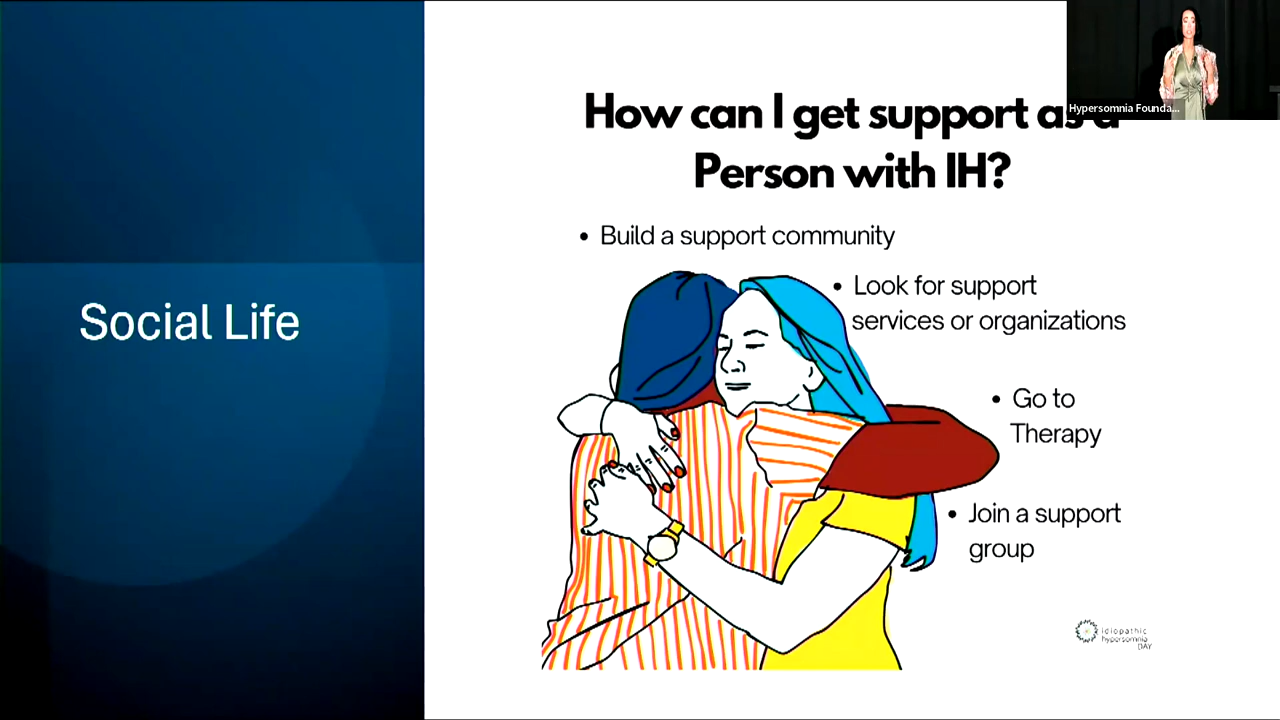 How can I get support as a
Person with IH?
Hypersomnia Founda...
Build a support community
Look for support
services or organizations
Social Life
Go to
Therapy
Join a support
group
idiopathic
hypersomnia
DAY